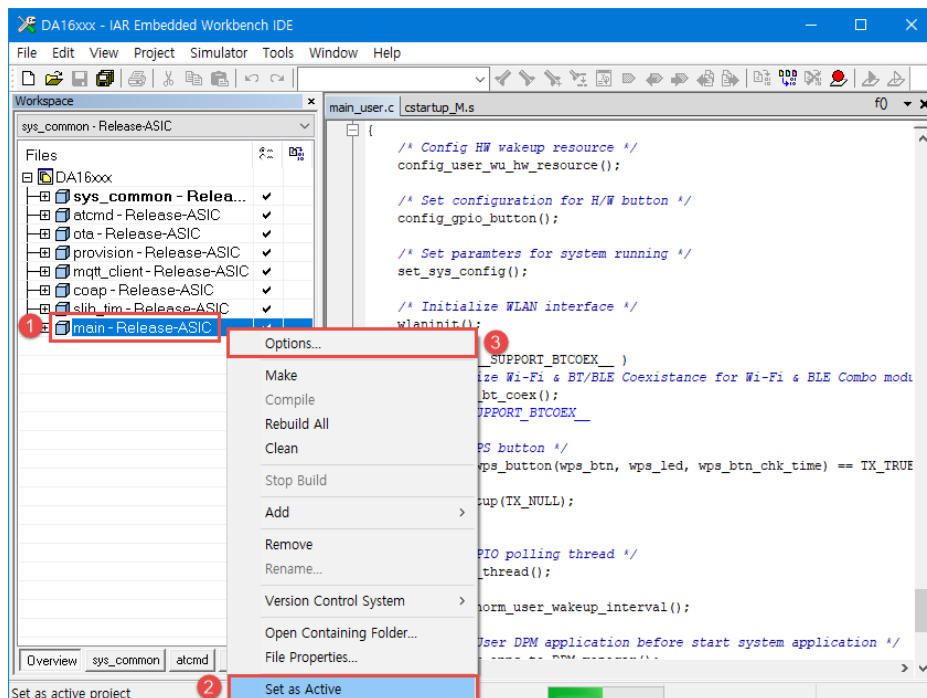 DA16xxx - IAR Embedded Workbench IDE
File Edit View Project Simulator Tools Window Help
Workspace
sys_common - Release-ASIC
Files
DA16xxx
sys_common - Relea...
atcmd - Release-ASIC
ota - Release-ASIC
provision - Release-ASIC
mqtt_client - Release-ASIC
coap - Release-ASIC
slib_tim - Release-ASIC
1
main - Release-ASIC
Overview sys_common atcmd
Set as active project
main_user.c cstartup_M.s f()
{
/* Config HW wakeup resource */
config_user_wu_hw_resource();
/* Set configuration for H/W button */
config_gpio_button();
/* Set paramters for system running */
set_sys_config();
/* Initialize WLAN interface */
wlaninit();
__SUPPORT_BTCOEX__ )
ize Wi-Fi & BT/BLE Coexistance for Wi-Fi & BLE Combo modu
bt_coex();
UPPORT_BTCOEX__
PS button */
wps_button(wps_btn, wps_led, wps_btn_chk_time) == TX_TRUE
tup(TX_NULL);
PIO polling thread */
_thread();
norm_user_wakeup_interval();
User DPM application before start system application */
Options...
3
Make
Compile
Rebuild All
Clean
Stop Build
Add
Remove
Rename...
Version Control System
Open Containing Folder...
File Properties...
2
Set as Active